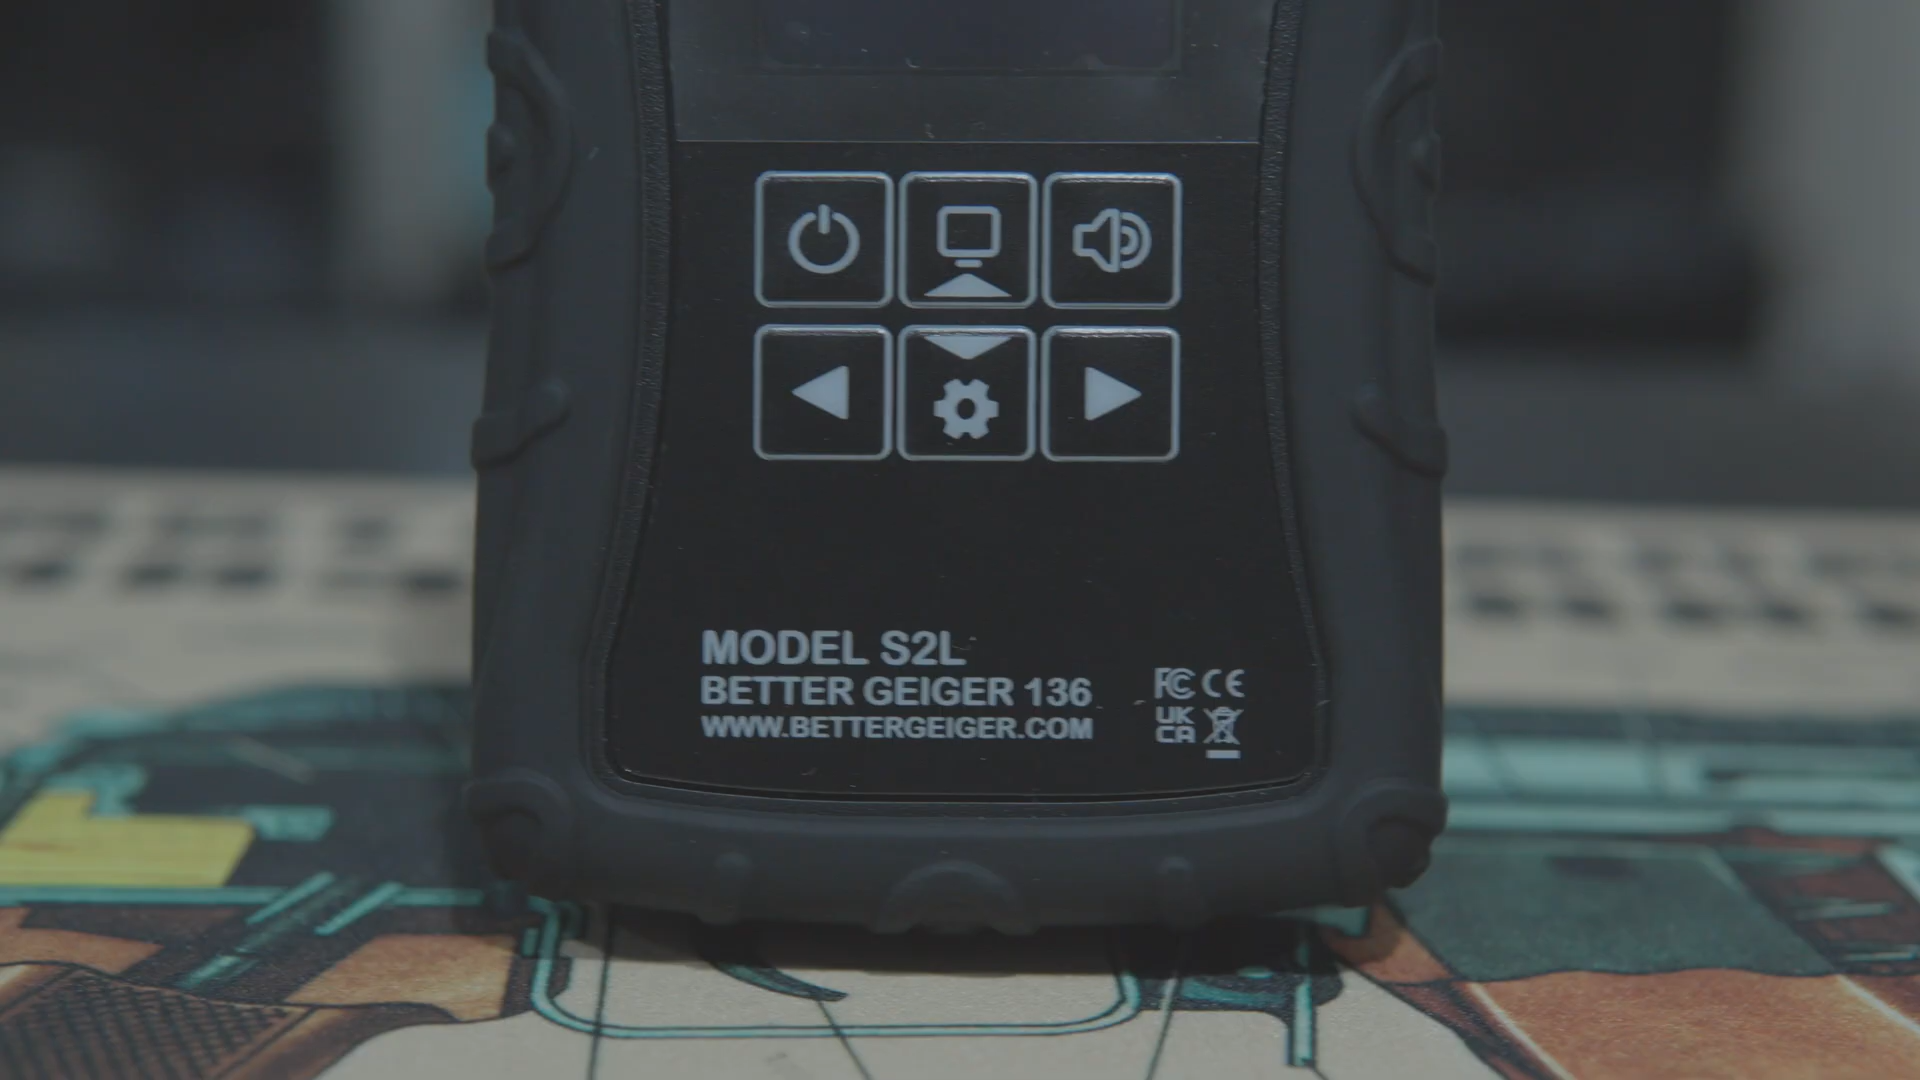 MODEL S2L
BETTER GEIGER 136
WWW.BETTERGEIGER.COM
FC CE
UK
CA